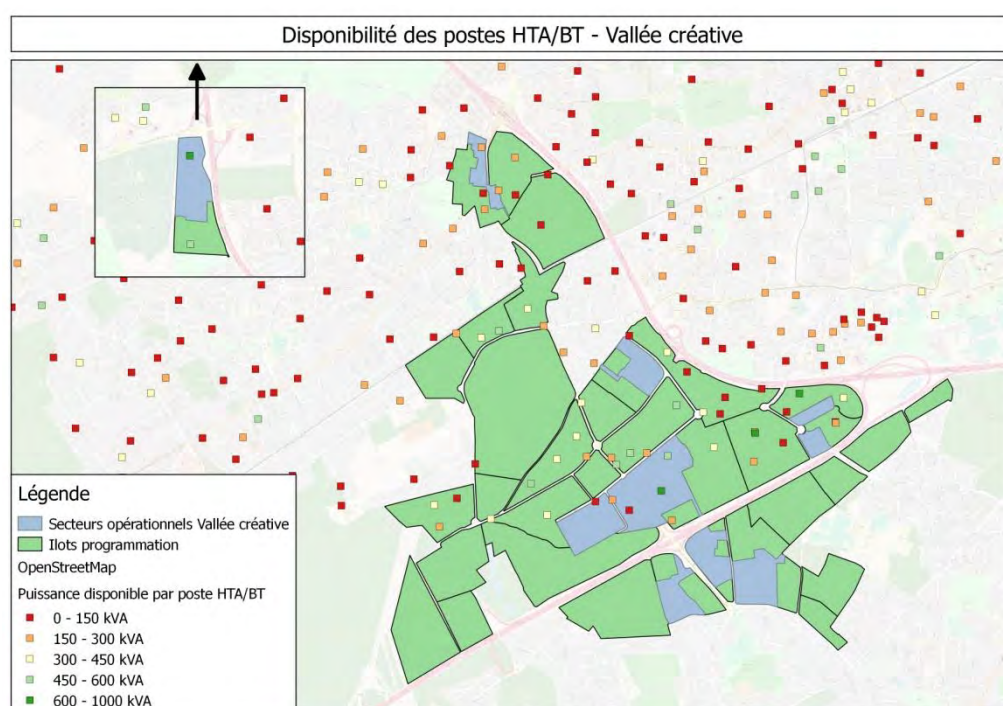 Disponibilité des postes HTA/BT - Vallée créative
Légende
Secteurs opérationnels Vallée créative
Ilots programmation
OpenStreetMap
Puissance disponible par poste HTA/BT
0 - 150 kVA
150 - 300 kVA
300 - 450 kVA
450 - 600 kVA
600 - 1000 kVA